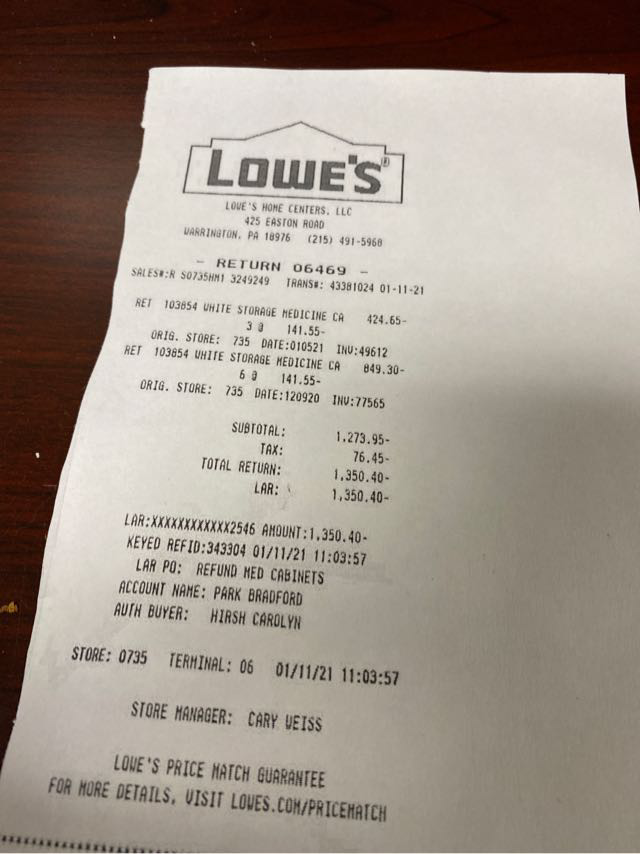 LOWE'S®
LOWE'S HOME CENTERS, LLC
425 EASTON ROAD
WARRINGTON, PA 18976 (215) 491-5968
- RETURN 06469 -
SALES#:R S0735HM1 3249249 TRANS#: 43381024 01-11-21
RET 103854 WHITE STORAGE MEDICINE CA 424.65-
3 @ 141.55-
ORIG. STORE: 735 DATE:010521 INV:49612
RET 103854 WHITE STORAGE MEDICINE CA 849.30-
6 @ 141.55-
ORIG. STORE: 735 DATE:120920 INV:77565
SUBTOTAL: 1,273.95-
TAX: 76.45-
TOTAL RETURN: 1,350.40-
LAR: 1,350.40-
LAR:XXXXXXXXXXXX2546 AMOUNT:1,350.40-
KEYED REFID:343304 01/11/21 11:03:57
LAR PO: REFUND MED CABINETS
ACCOUNT NAME: PARK BRADFORD
AUTH BUYER: HIRSH CAROLYN
STORE: 0735 TERMINAL: 06 01/11/21 11:03:57
STORE MANAGER: CARY WEISS
LOWE'S PRICE MATCH GUARANTEE
FOR MORE DETAILS, VISIT LOWES.COM/PRICEMATCH